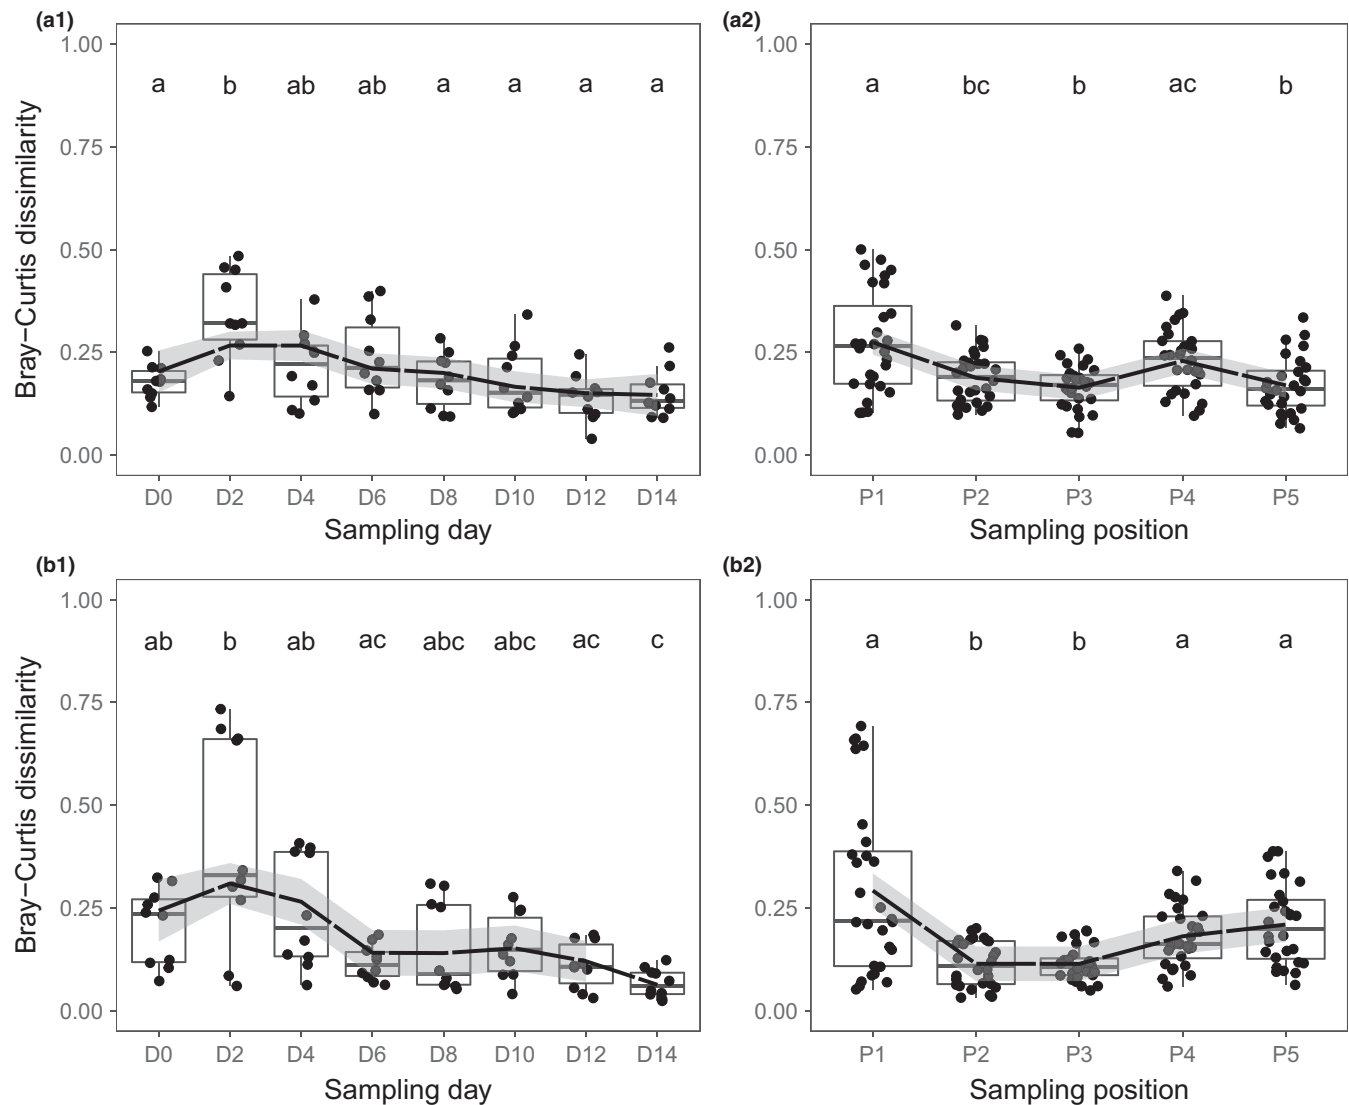 (a1)
1.00
0.75
0.50
0.25
0.00
Bray−Curtis dissimilarity
a b ab ab a a a a
D0 D2 D4 D6 D8 D10 D12 D14
Sampling day
(a2)
1.00
0.75
0.50
0.25
0.00
a bc b ac b
P1 P2 P3 P4 P5
Sampling position
(b1)
1.00
0.75
0.50
0.25
0.00
Bray−Curtis dissimilarity
ab b ab ac abc abc ac c
D0 D2 D4 D6 D8 D10 D12 D14
Sampling day
(b2)
1.00
0.75
0.50
0.25
0.00
a b b a a
P1 P2 P3 P4 P5
Sampling position